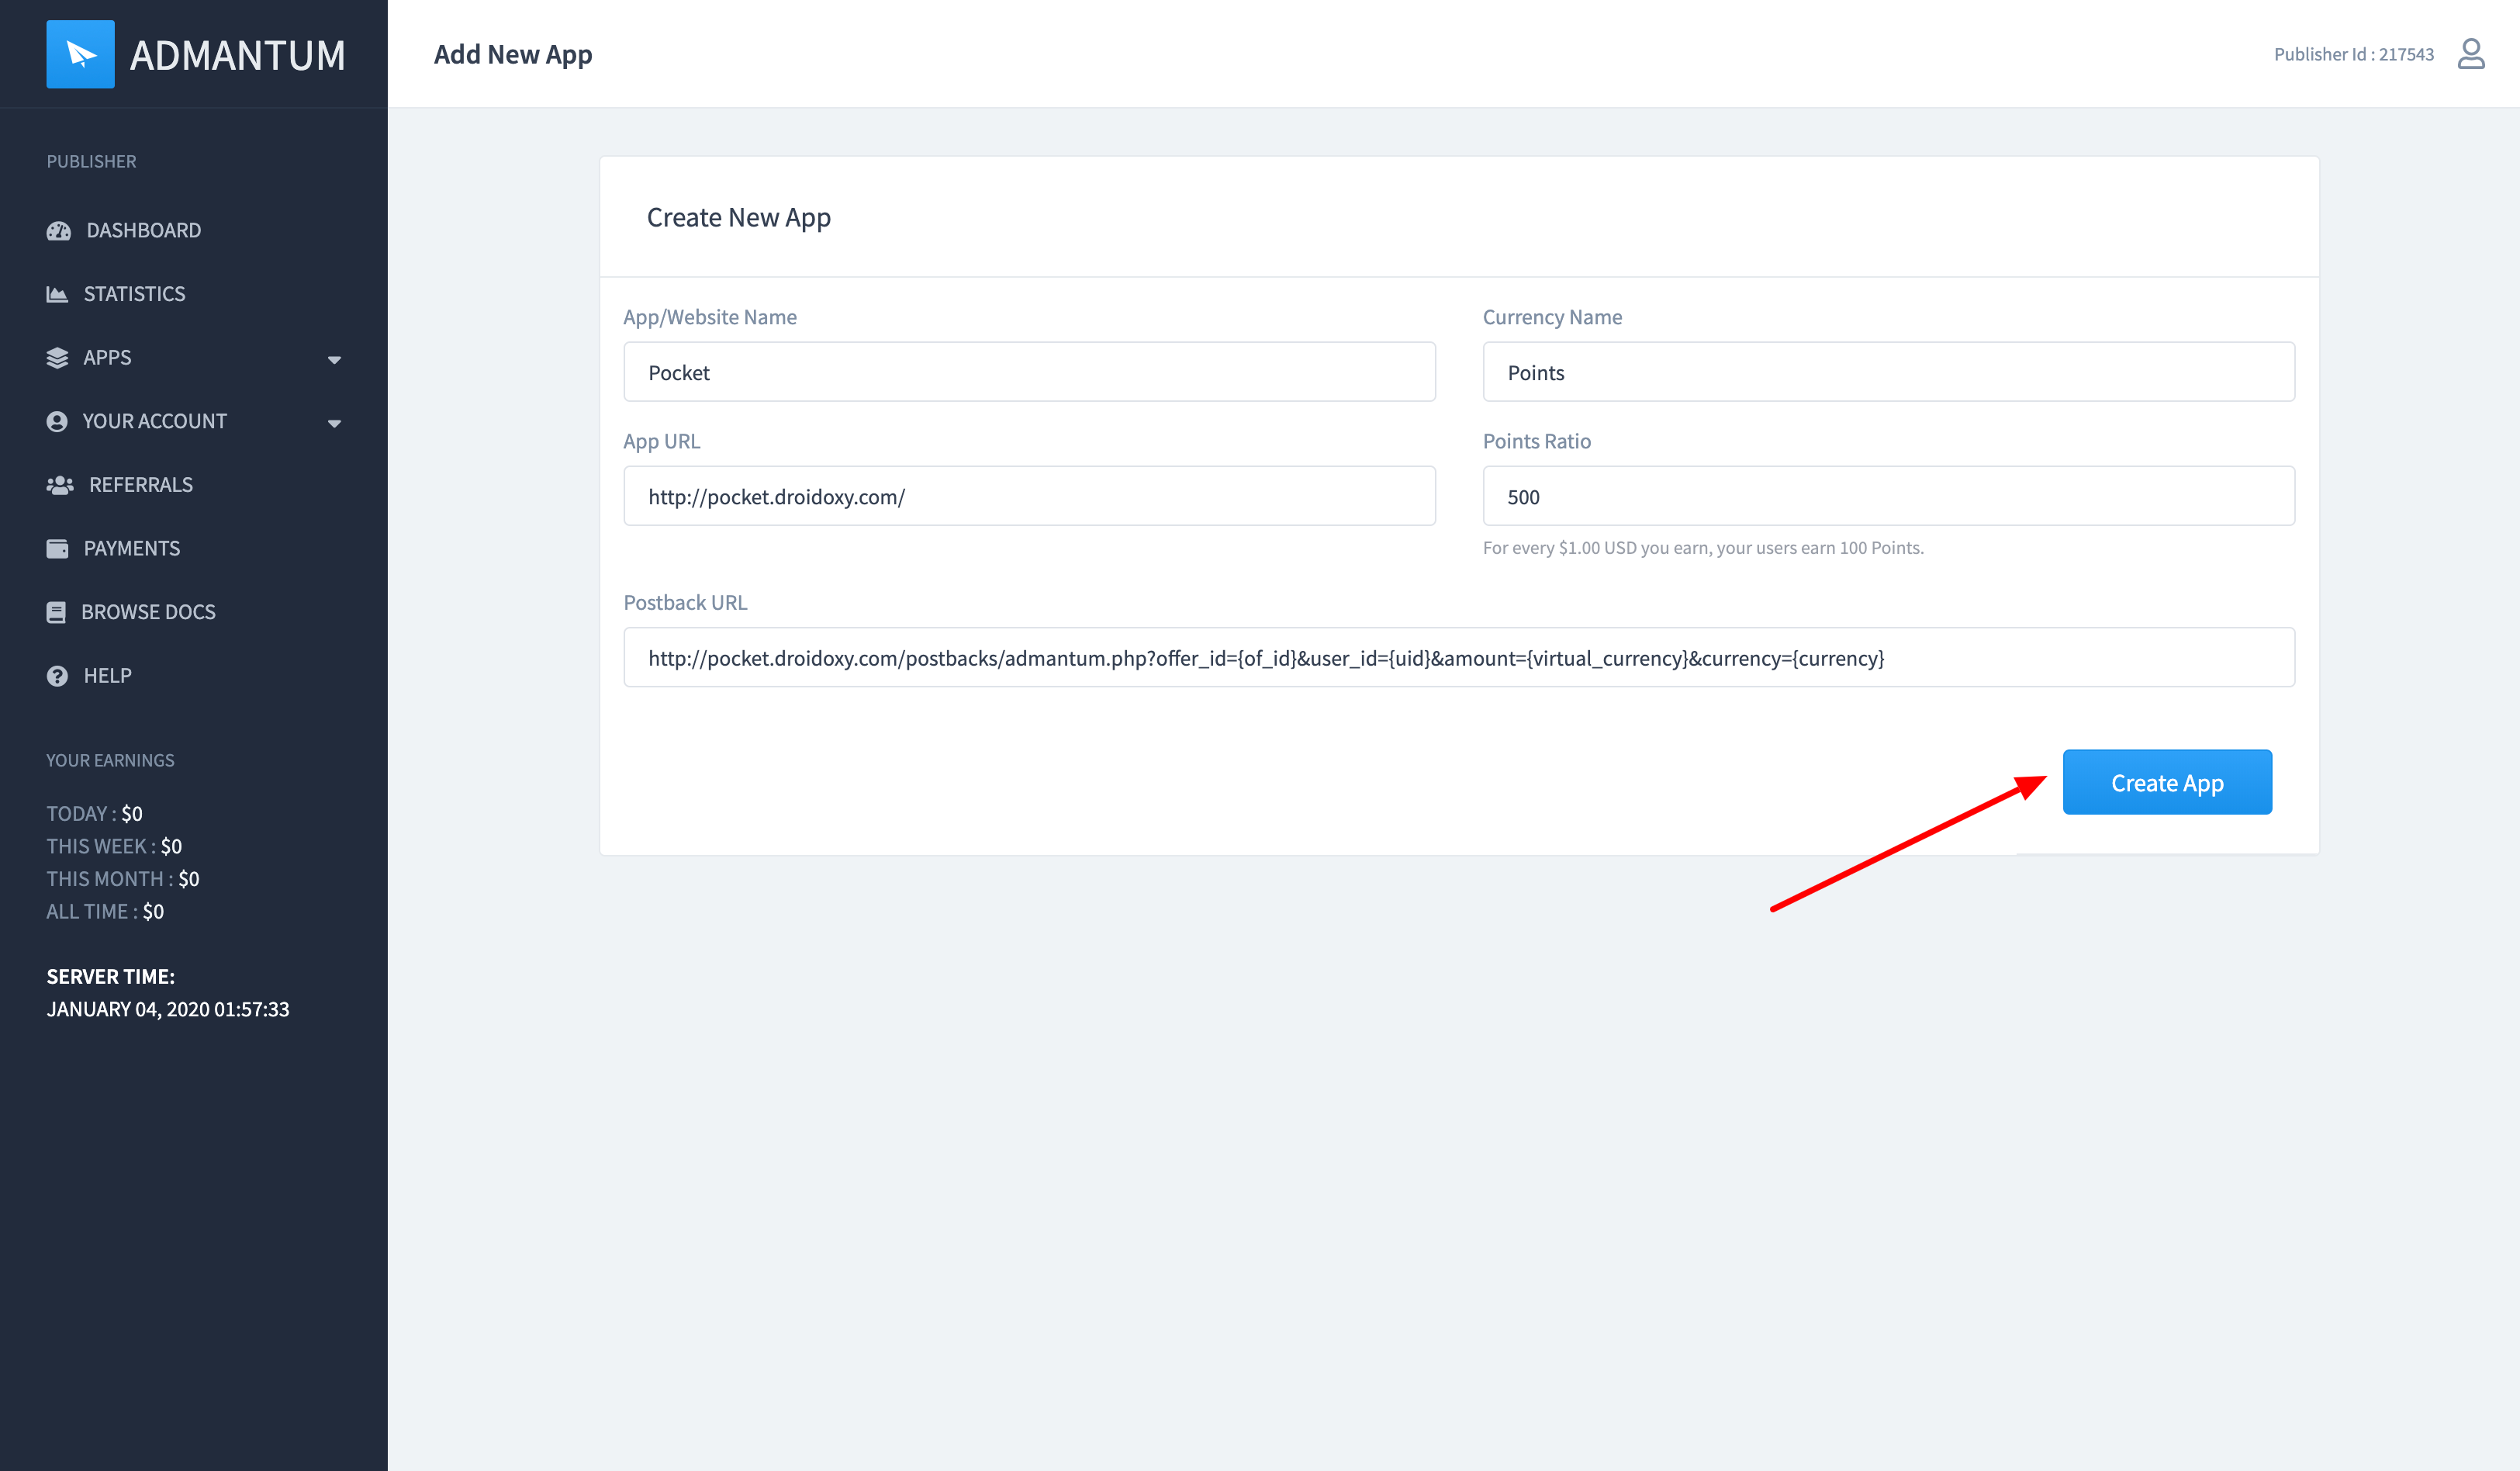 ADMANTUM
Add New App
Publisher Id : 217543
PUBLISHER
DASHBOARD
STATISTICS
APPS
YOUR ACCOUNT
REFERRALS
PAYMENTS
BROWSE DOCS
HELP
YOUR EARNINGS
TODAY : $0
THIS WEEK : $0
THIS MONTH : $0
ALL TIME : $0
SERVER TIME:
JANUARY 04, 2020 01:57:33
Create New App
App/Website Name
Pocket
Currency Name
Points
App URL
http://pocket.droidoxy.com/
Points Ratio
500
For every $1.00 USD you earn, your users earn 100 Points.
Postback URL
http://pocket.droidoxy.com/postbacks/admantum.php?offer_id={of_id}&user_id={uid}&amount={virtual_currency}&currency={currency}
Create App